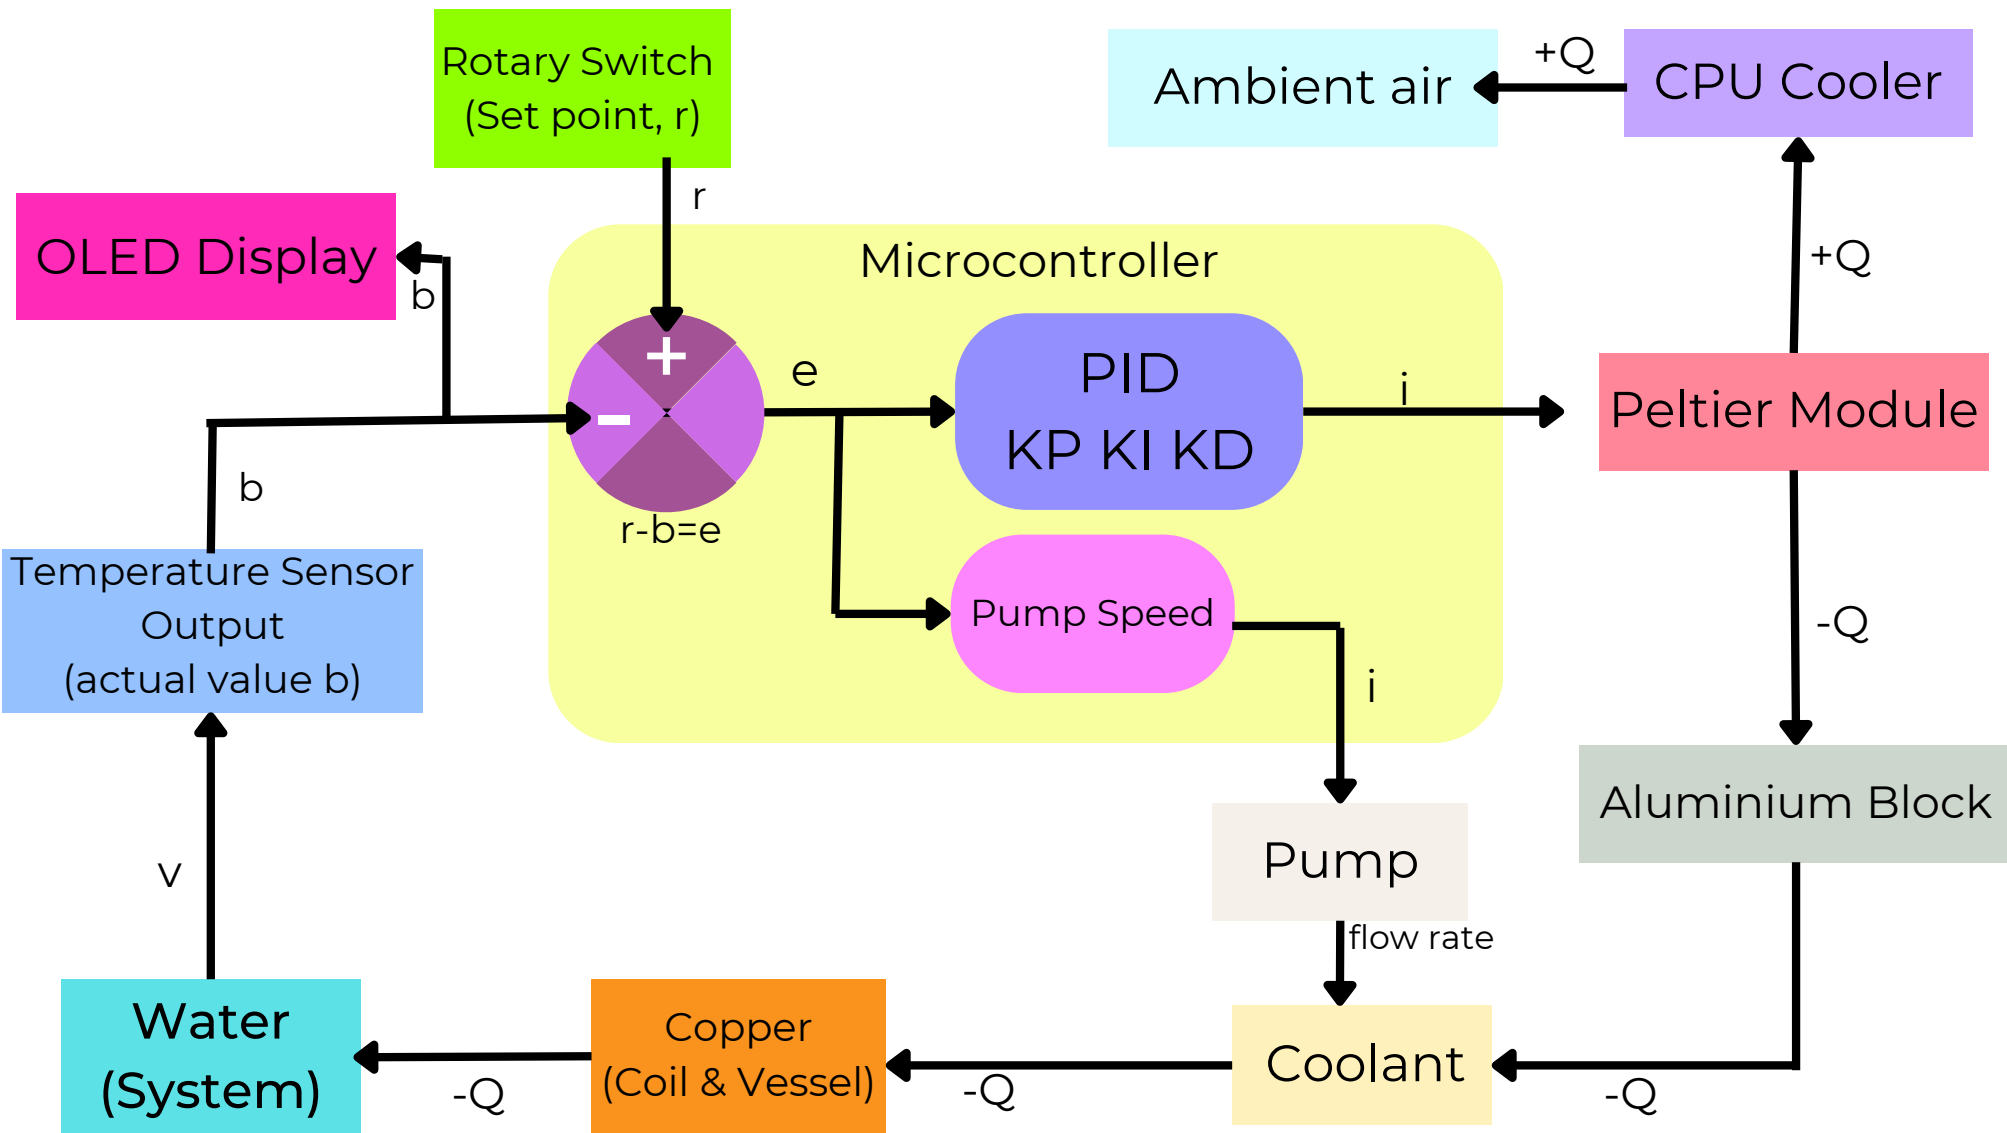 Rotary Switch
(Set point, r)
Ambient air
+Q
CPU Cooler
r
OLED Display
b
Microcontroller
+Q
+
-
e
PID
KP KI KD
i
Peltier Module
r-b=e
b
Temperature Sensor
Output
(actual value b)
Pump Speed
i
-Q
Aluminium Block
v
Pump
flow rate
Water
(System)
-Q
Copper
(Coil & Vessel)
-Q
Coolant
-Q